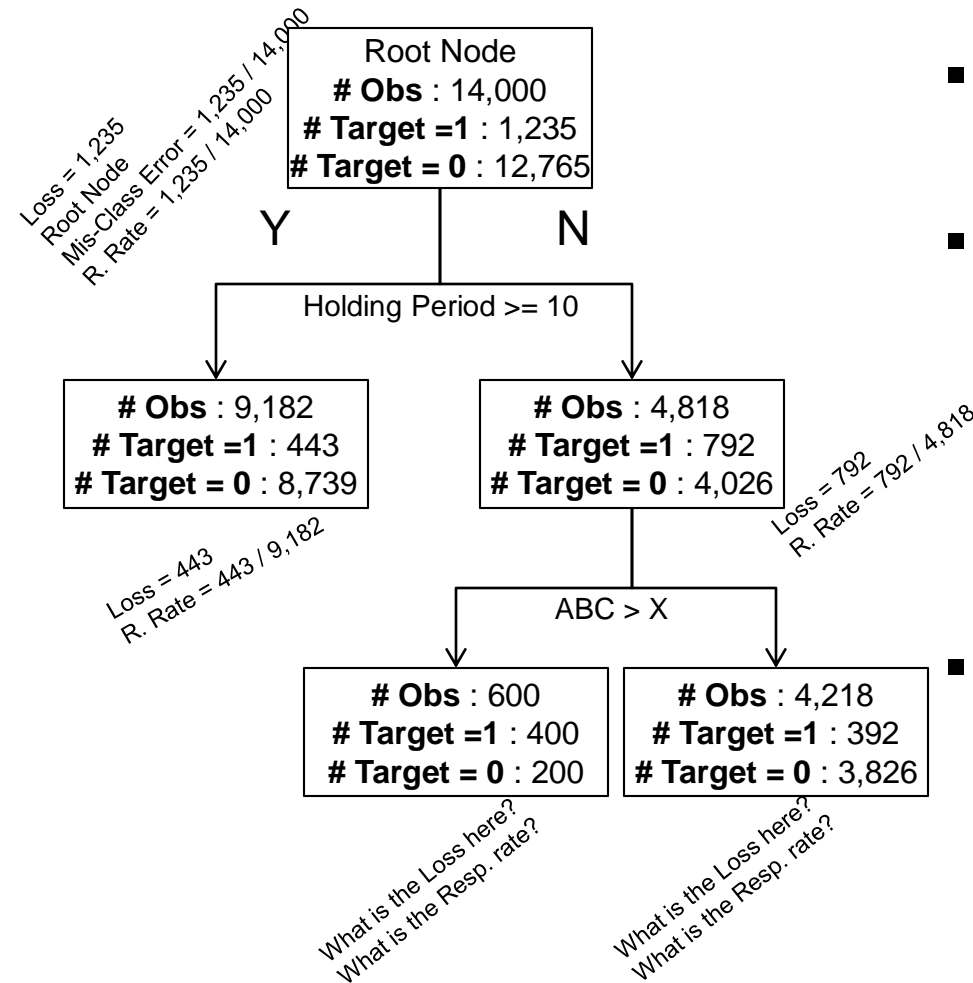 Root Node
# Obs : 14,000
# Target =1 : 1,235
# Target = 0 : 12,765
Loss = 1,235
Root Node
Mis-Class Error = 1,235 / 14,000
R. Rate = 1,235 / 14,000
Y
N
Holding Period >= 10
# Obs : 9,182
# Target =1 : 443
# Target = 0 : 8,739
Loss = 443
R. Rate = 443 / 9,182
# Obs : 4,818
# Target =1 : 792
# Target = 0 : 4,026
Loss = 792
R. Rate = 792 / 4,818
ABC > X
# Obs : 600
# Target =1 : 400
# Target = 0 : 200
What is the Loss here?
What is the Resp. rate?
# Obs : 4,218
# Target =1 : 392
# Target = 0 : 3,826
What is the Loss here?
What is the Resp. rate?